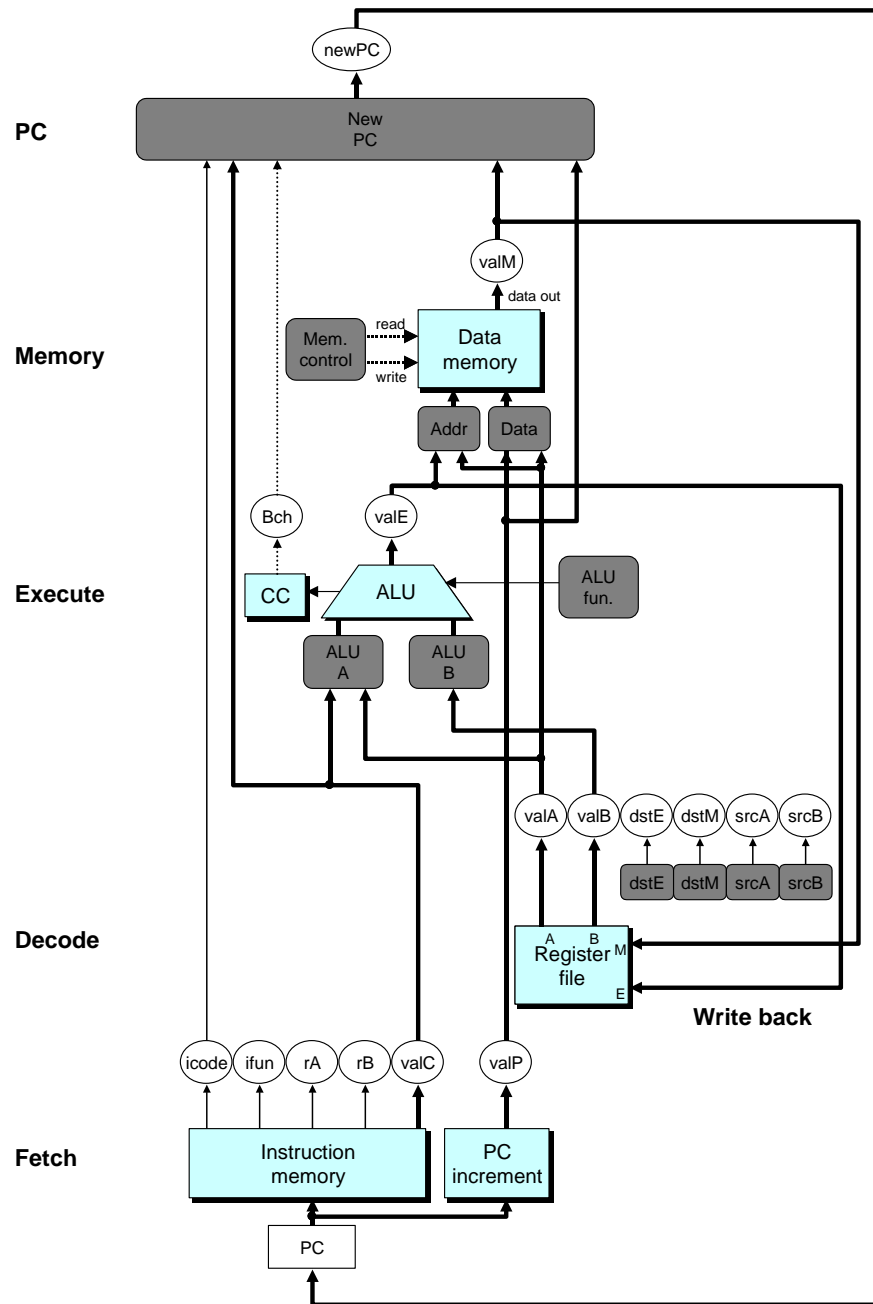 newPC
PC
New
PC
valM
data out
read
Mem.
control
write
Data
memory
Memory
Addr
Data
Bch
valE
Execute
CC
ALU
ALU
fun.
ALU
A
ALU
B
valA
valB
dstE
dstM
srcA
srcB
dstE
dstM
srcA
srcB
Decode
A
B
M
Register
file
E
Write back
icode
ifun
rA
rB
valC
valP
Fetch
Instruction
memory
PC
increment
PC